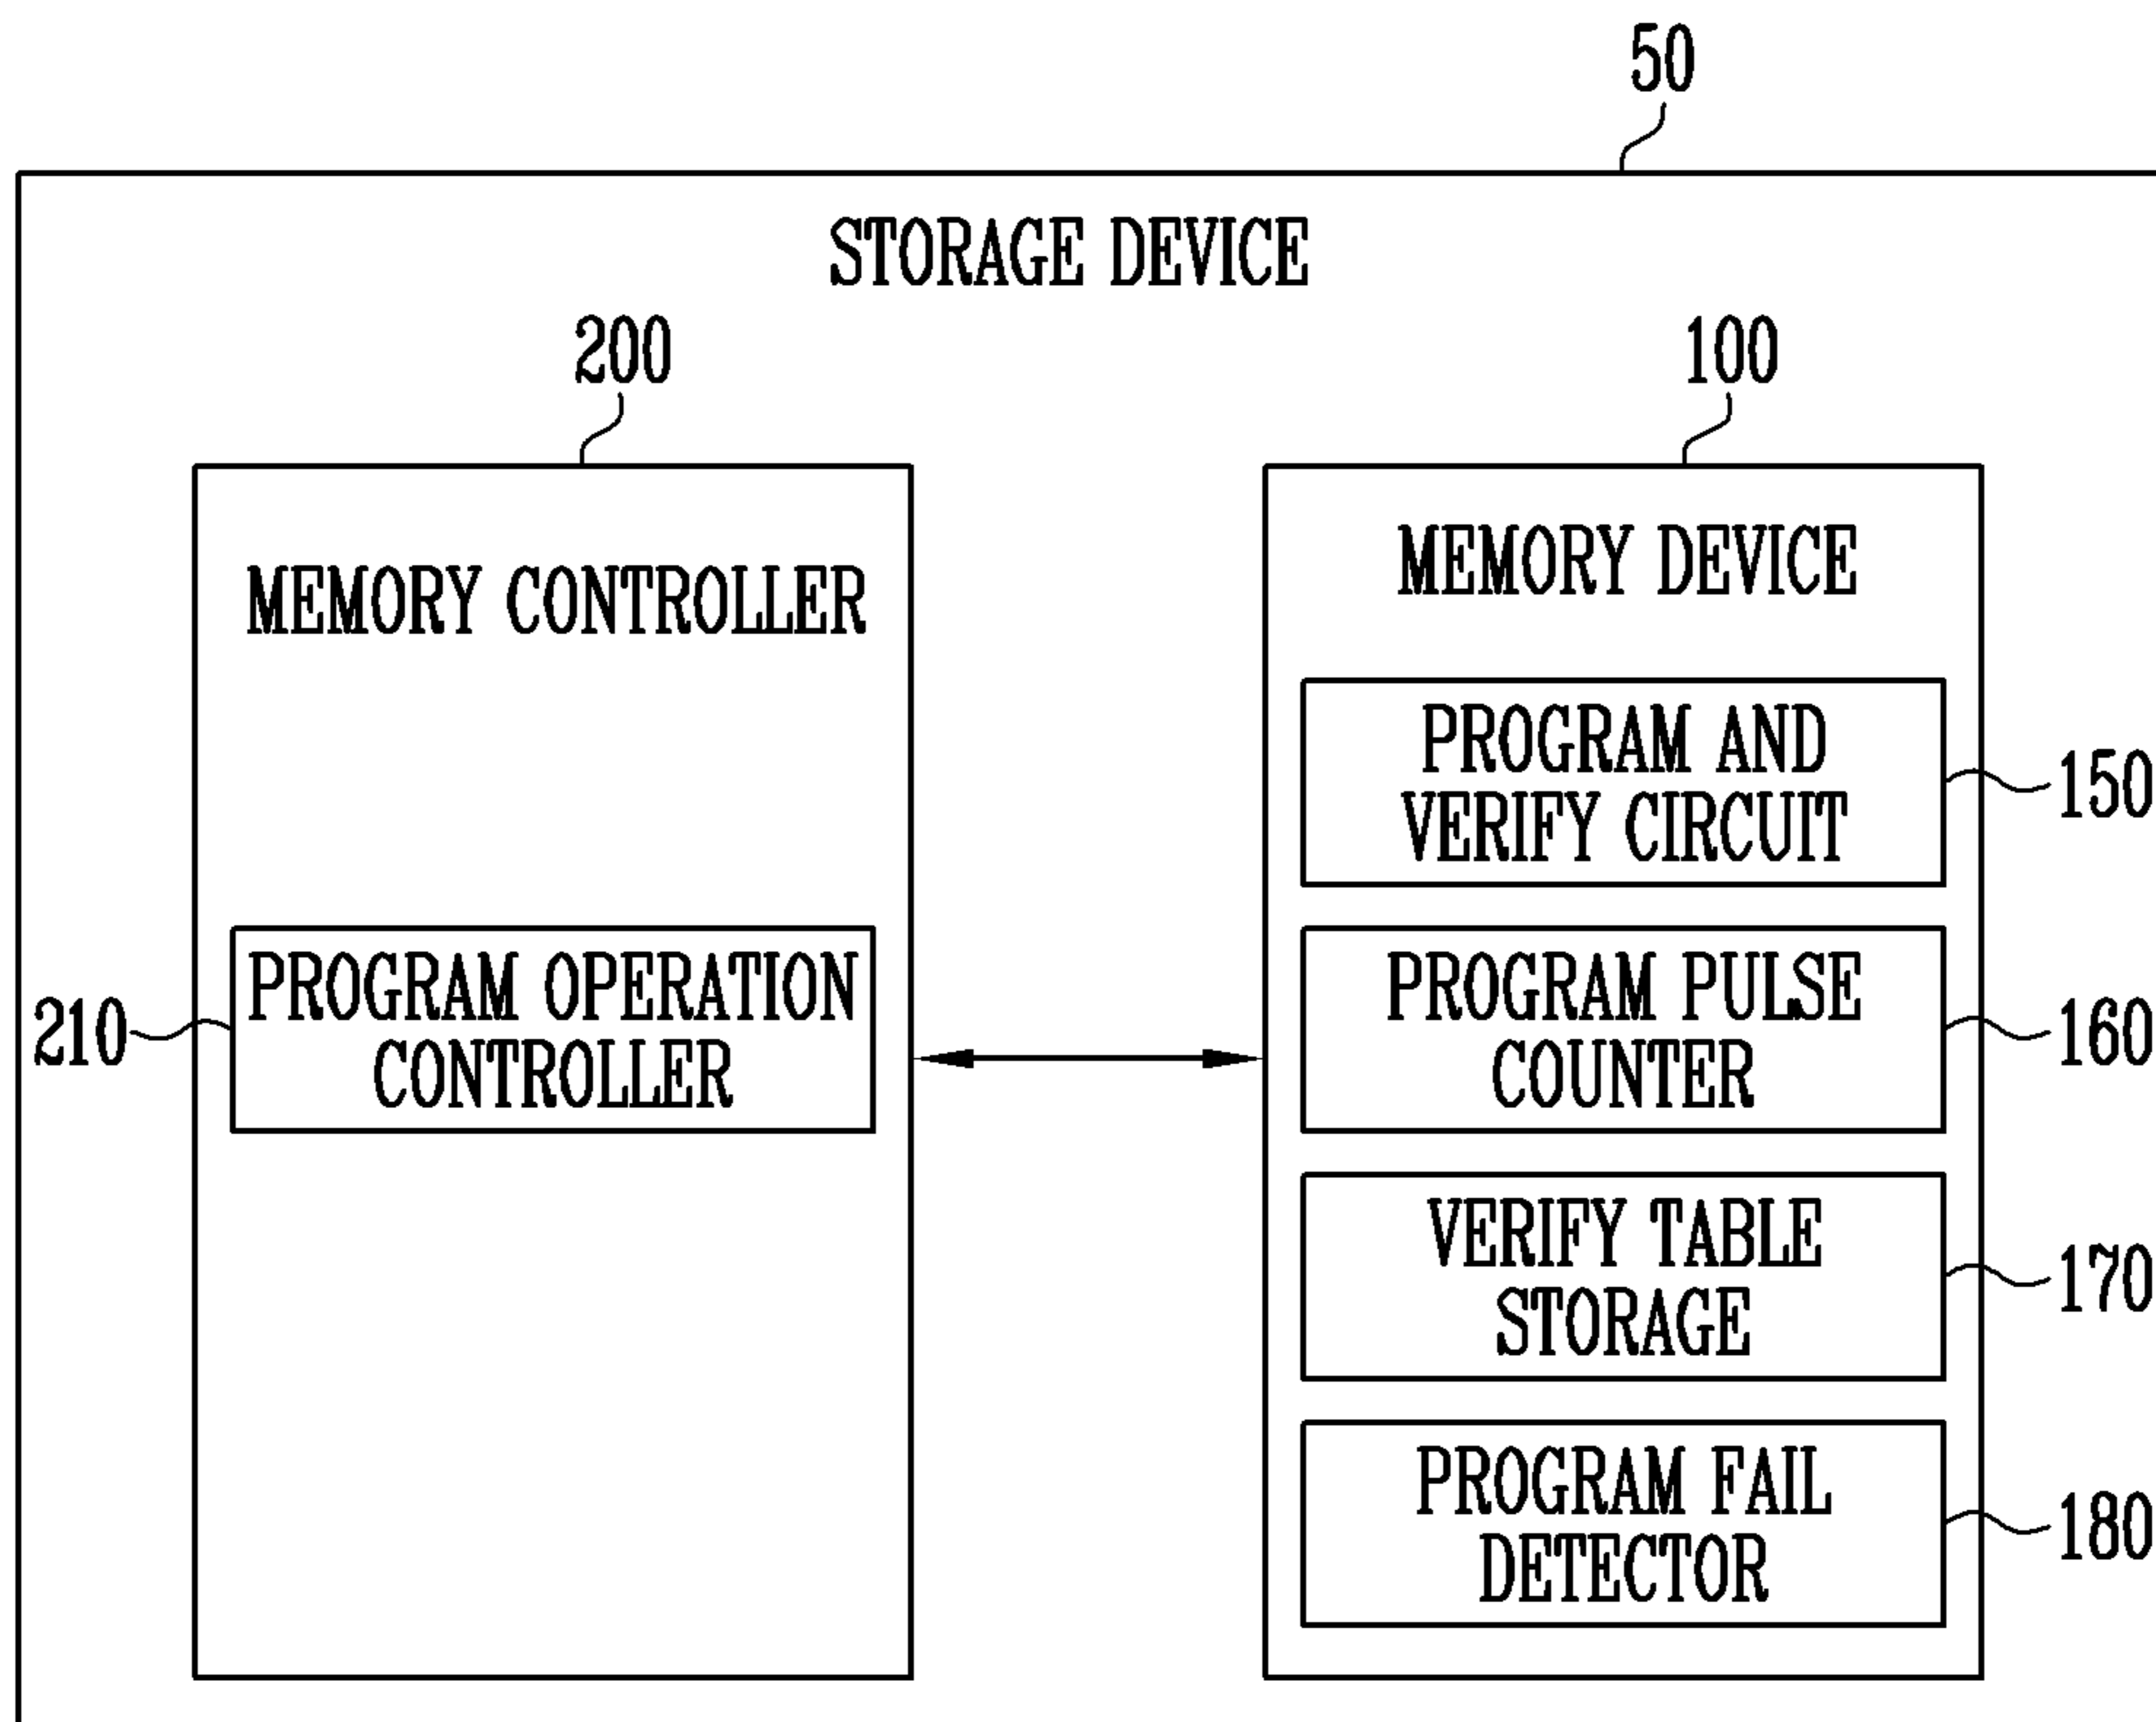 50
STORAGE DEVICE
200
100
MEMORY CONTROLLER
MEMORY DEVICE
PROGRAM AND
VERIFY CIRCUIT
150
210
PROGRAM OPERATION
CONTROLLER
PROGRAM PULSE
COUNTER
160
VERIFY TABLE
STORAGE
170
PROGRAM FAIL
DETECTOR
180